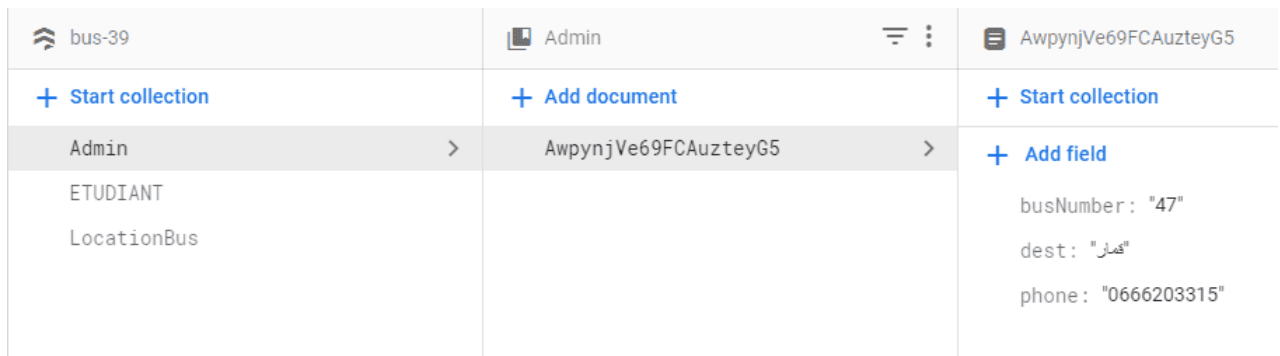 bus-39
Admin
AwpynjVe69FCAuzteyG5
+ Start collection
+ Add document
+ Start collection
Admin
ETUDIANT
LocationBus
AwpynjVe69FCAuzteyG5
+ Add field
busNumber: "47"
dest: "قمار"
phone: "0666203315"